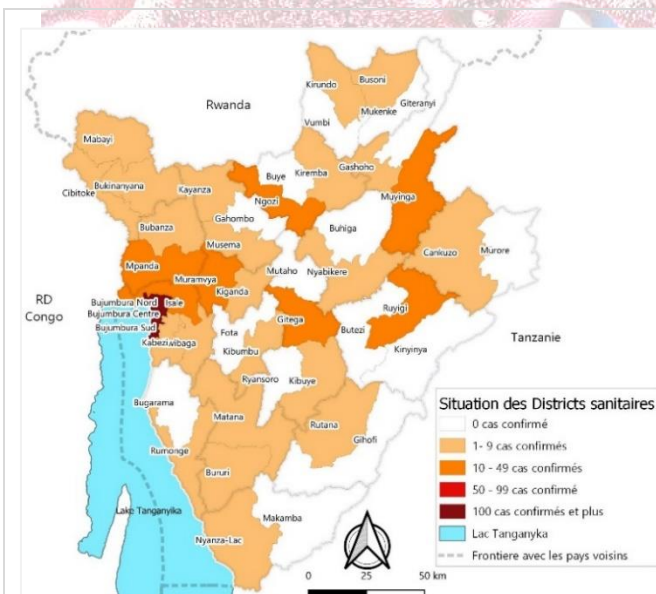 Kirundo
Busoni
Rwanda
Mukenke
Giteranyi
Vumbi
Mabayi
Gashoho
Buye
Kiremba
Cibitoke
Bukinanyana
Kayanza
Muyinga
Ngozi
Gahombo
Bubanza
Buhiga
Musema
Cankuzo
Murore
Mpanda
Mutaho
Nyabikere
Muramvya
Kiganda
RD
Congo
Bujumbura Nord
Isale
Bujumbura Centre
Gitega
Ruyigi
Bujumbura Sud
Fota
Butezi
Tanzanie
Kabezi
Kibumbu
Kinyinya
Ryansoro
Kibuye
Bugarama
Matana
Rutana
Gihofi
Rumonge
Bururi
Lake Tanganyika
Makamba
Nyanza-Lac
Situation des Districts sanitaires
0 cas confirmé
1- 9 cas confirmés
10 - 49 cas confirmés
50 - 99 cas confirmé
100 cas confirmés et plus
Lac Tanganyka
Frontiere avec les pays voisins
0 25 50 km